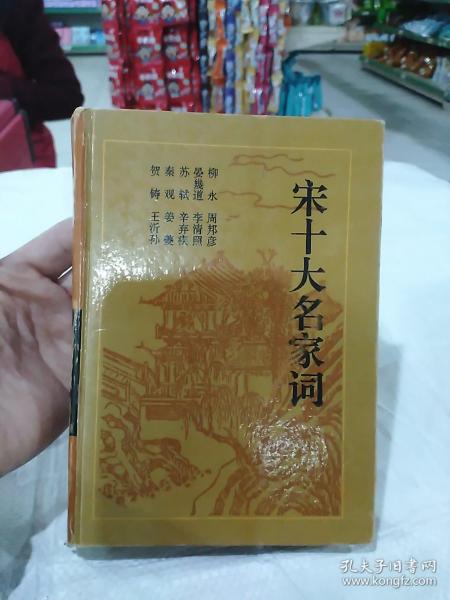 宋十大名家词
柳永
晏幾道
苏轼
秦观
贺铸
周邦彦
李清照
辛弃疾
姜夔
王沂孙
孔夫子旧书网
www.kongfz.com